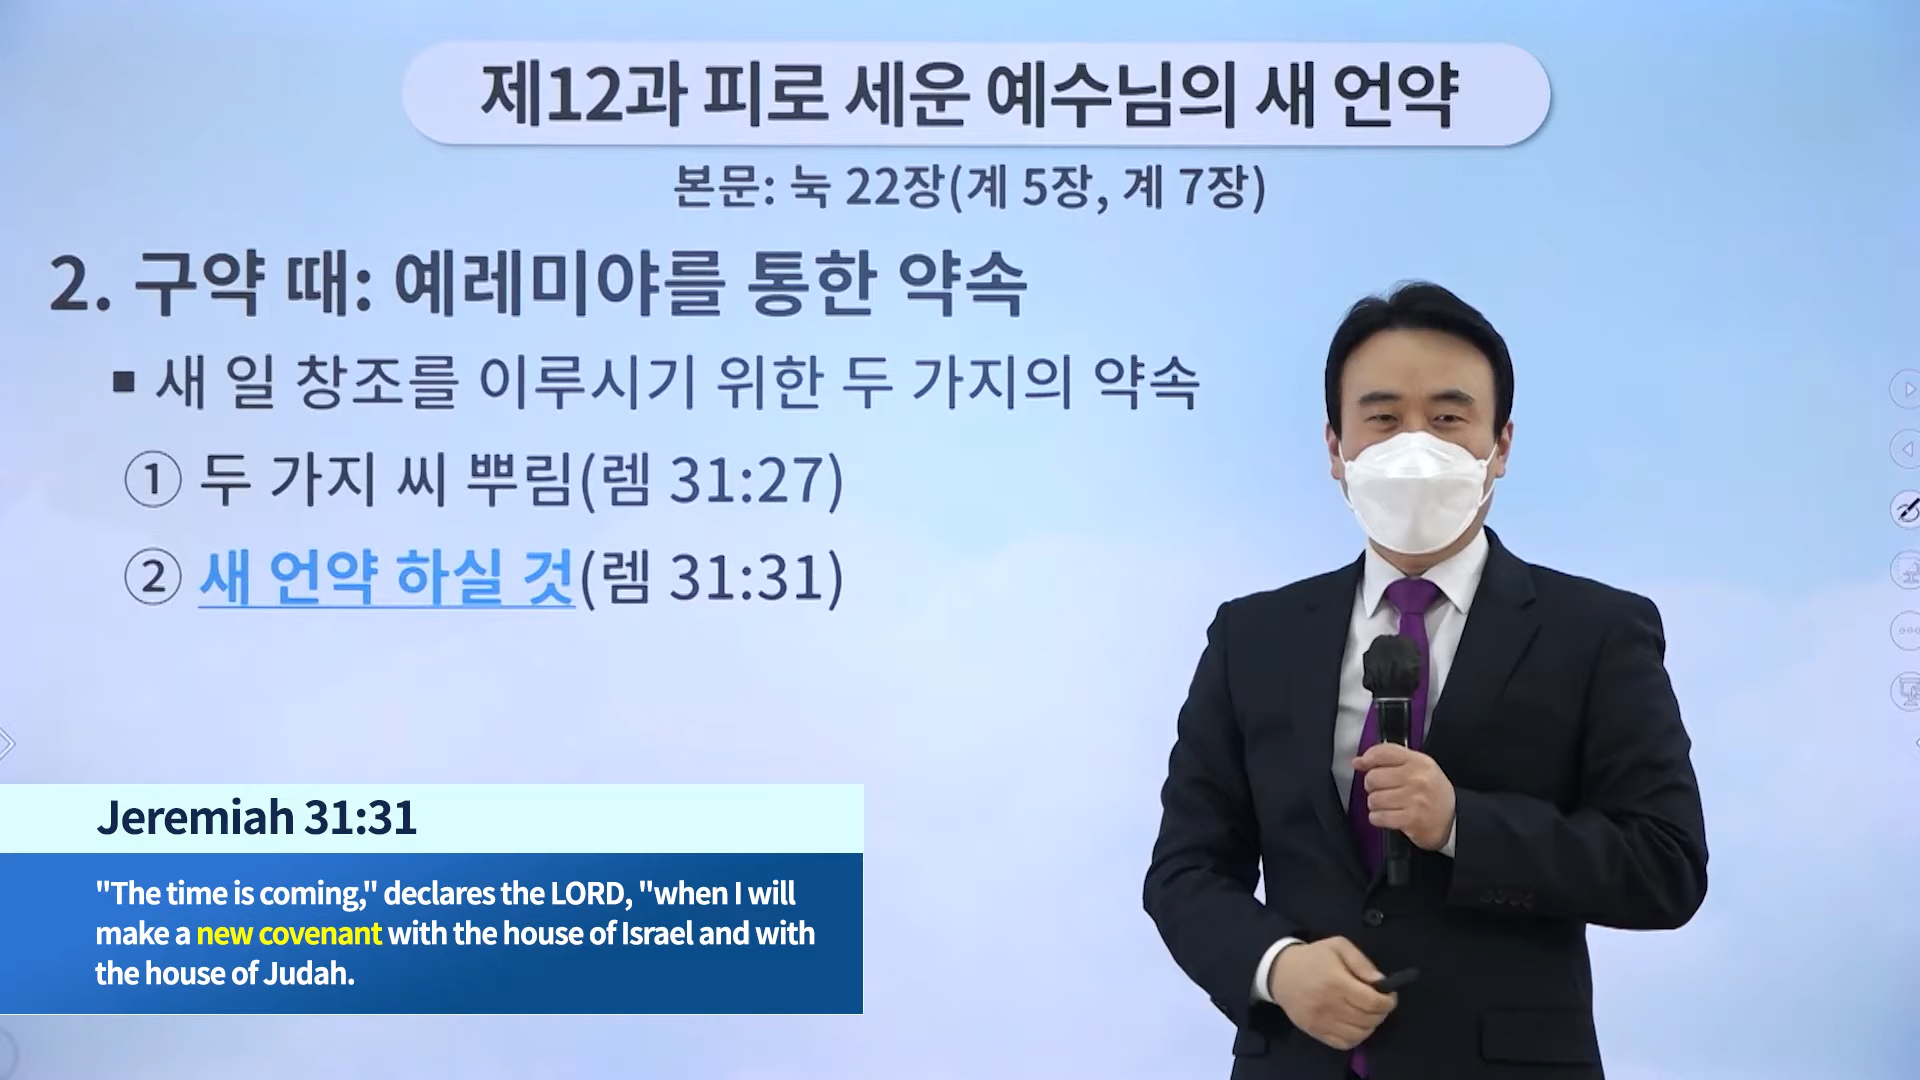 제12과 피로 세운 예수님의 새 언약
본문: 눅 22장(계 5장, 계 7장)
2. 구약 때: 예레미야를 통한 약속
▪ 새 일 창조를 이루시기 위한 두 가지의 약속
① 두 가지 씨 뿌림(렘 31:27)
② 새 언약 하실 것(렘 31:31)
Jeremiah 31:31
"The time is coming," declares the LORD, "when I will
make a new covenant with the house of Israel and with
the house of Judah.